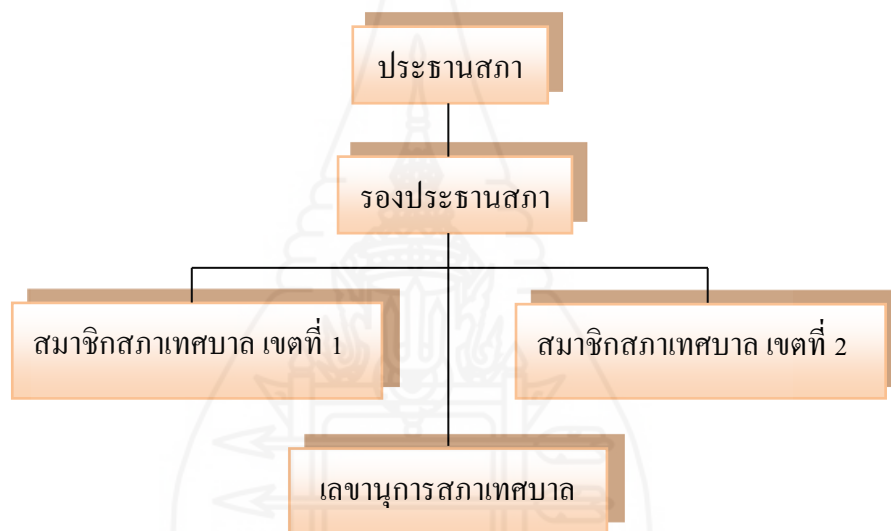 ประธานสภา
รองประธานสภา
สมาชิกสภาเทศบาล เขตที่ 1
สมาชิกสภาเทศบาล เขตที่ 2
เลขานุการสภาเทศบาล